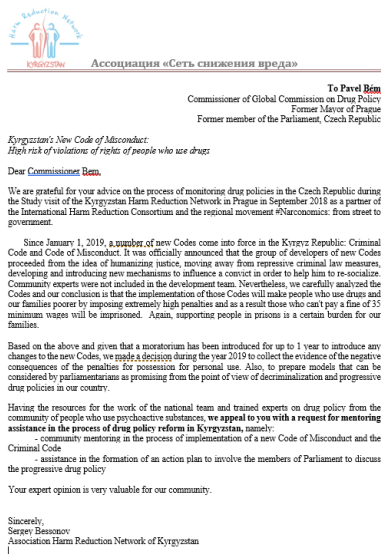 Harm Reduction Network
KYRGYZSTAN
Ассоциация «Сеть снижения вреда»
To Pavel Bém
Commissioner of Global Commission on Drug Policy
Former Mayor of Prague
Former member of the Parliament, Czech Republic
Kyrgyzstan's New Code of Misconduct:
High risk of violations of rights of people who use drugs
Dear Commissioner Bem,
We are grateful for your advice on the process of monitoring drug policies in the Czech Republic during
the Study visit of the Kyrgyzstan Harm Reduction Network in Prague in September 2018 as a partner of
the International Harm Reduction Consortium and the regional movement #Narconomics: from street to
government.
Since January 1, 2019, a number of new Codes come into force in the Kyrgyz Republic: Criminal
Code and Code of Misconduct. It was officially announced that the group of developers of new Codes
proceeded from the idea of humanizing justice, moving away from repressive criminal law measures,
developing and introducing new mechanisms to influence a convict in order to help him to re-socialize.
Community experts were not included in the development team. Nevertheless, we carefully analyzed the
Codes and our conclusion is that the implementation of those Codes will make people who use drugs and
our families poorer by imposing extremely high penalties and as a result those who can't pay a fine of 35
minimum wages will be imprisoned. Again, supporting people in prisons is a certain burden for our
families.
Based on the above and given that a moratorium has been introduced for up to 1 year to introduce any
changes to the new Codes, we made a decision during the year 2019 to collect the evidence of the negative
consequences of the penalties for possession for personal use. Also, to prepare models that can be
considered by parliamentarians as promising from the point of view of decriminalization and progressive
drug policies in our country.
Having the resources for the work of the national team and trained experts on drug policy from the
community of people who use psychoactive substances, we appeal to you with a request for mentoring
assistance in the process of drug policy reform in Kyrgyzstan, namely:
- community mentoring in the process of implementation of a new Code of Misconduct and the
Criminal Code
- assistance in the formation of an action plan to involve the members of Parliament to discuss
the progressive drug policy
Your expert opinion is very valuable for our community.
Sincerely,
Sergey Bessonov
Association Harm Reduction Network of Kyrgyzstan